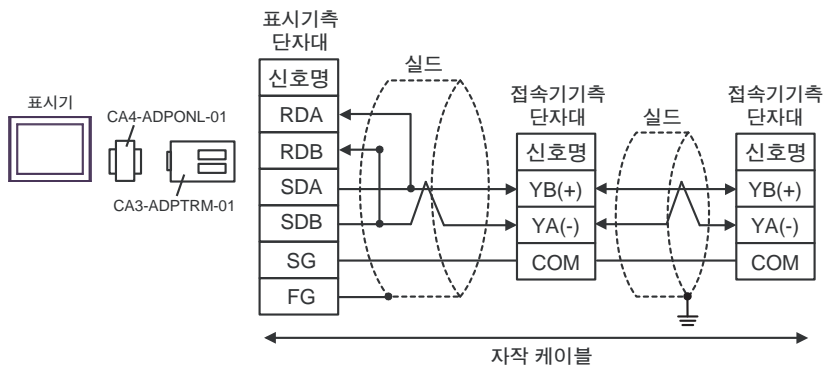 표시기
CA4-ADPONL-01
CA3-ADPTRM-01
표시기측
단자대
신호명
RDA
RDB
SDA
SDB
SG
FG
실드
접속기기측
단자대
신호명
YB(+)
YA(-)
COM
실드
접속기기측
단자대
신호명
YB(+)
YA(-)
COM
자작 케이블